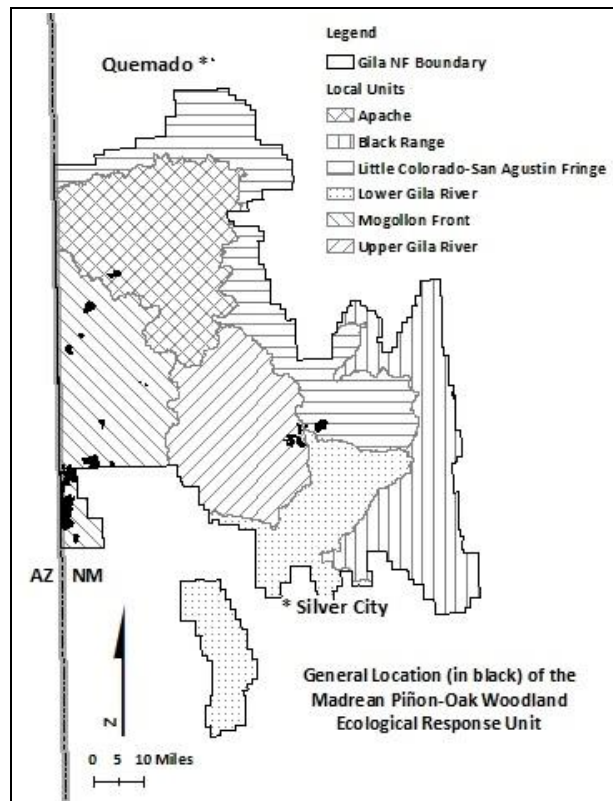 Legend
Quemado *
Gila NF Boundary
Local Units
Apache
Black Range
Little Colorado-San Agustin Fringe
Lower Gila River
Mogollon Front
Upper Gila River
AZ NM
* Silver City
General Location (in black) of the
Madrean Piñon-Oak Woodland
Ecological Response Unit
N
0 5 10 Miles